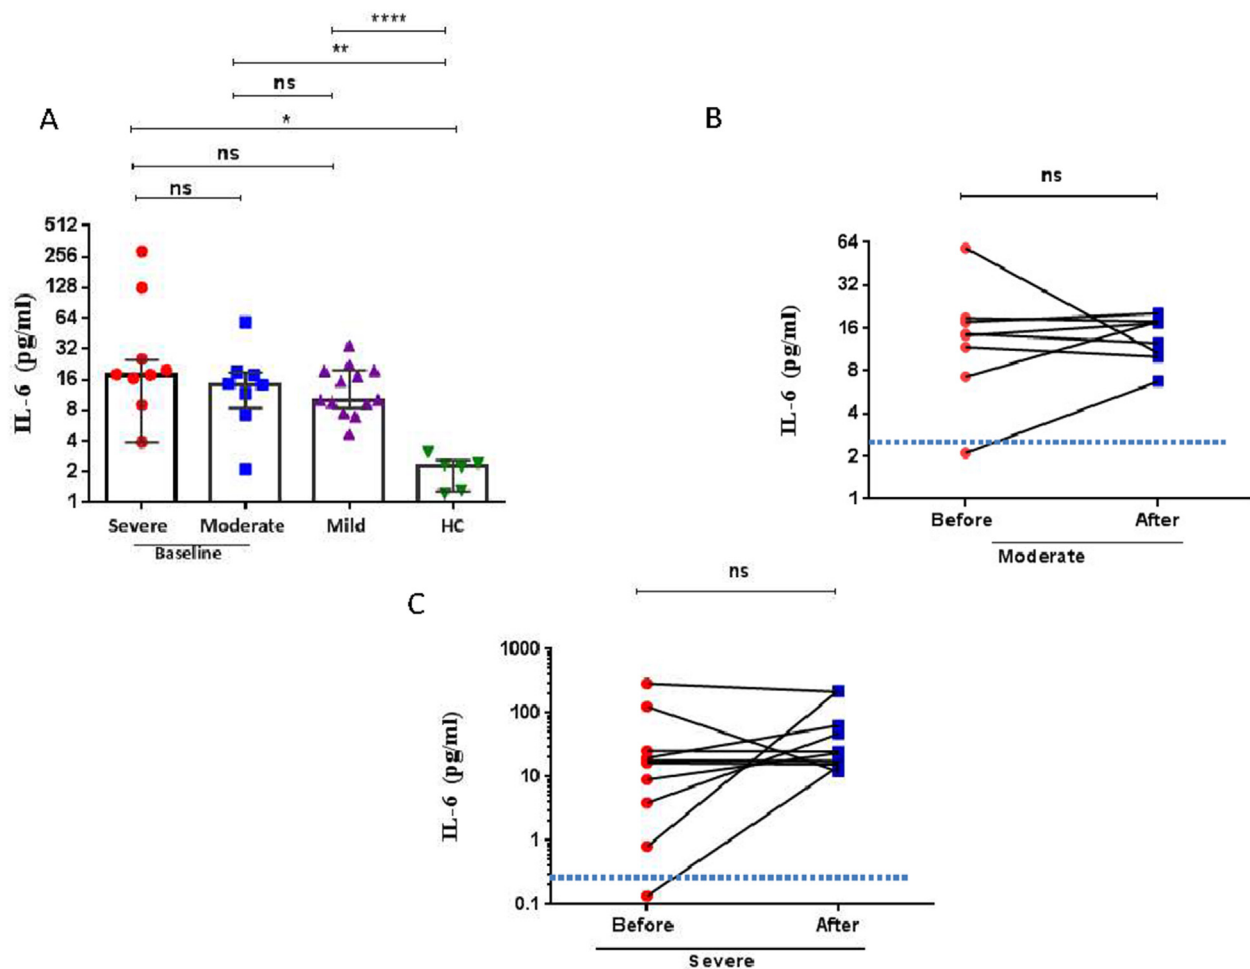 ****
**
ns
A
*
ns
ns
IL-6 (pg/ml)
512
256
128
64
32
16
8
4
2
1
Severe Moderate Mild HC
Baseline
B
ns
IL-6 (pg/ml)
64
32
16
8
4
2
1
Before After
Moderate
C
ns
IL-6 (pg/ml)
1000
100
10
1
0.1
Before After
Severe